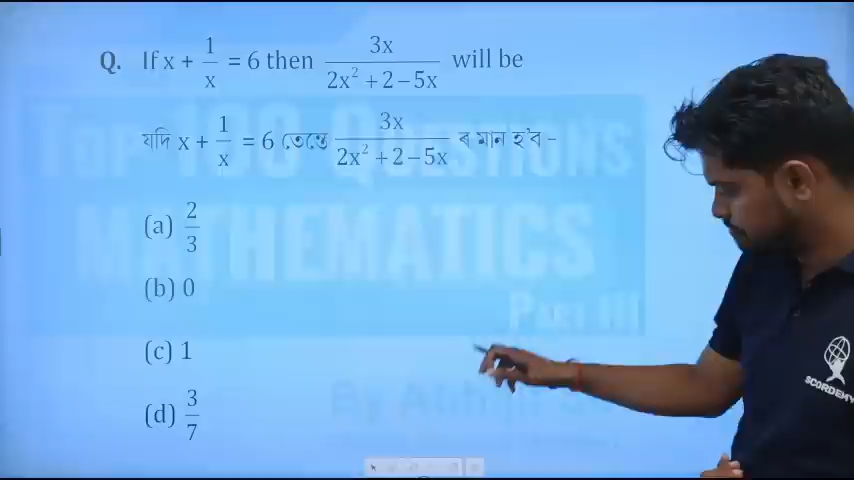 Q. If x + 1/x = 6 then 3x/(2x² + 2 − 5x) will be
যদি x + 1/x = 6 তেন্তে 3x/(2x² + 2 − 5x) ৰ মান হ'ব −
(a) 2/3
(b) 0
(c) 1
(d) 3/7
Top 100 QUESTIONS
MATHEMATICS
PART III
SCORDEMY